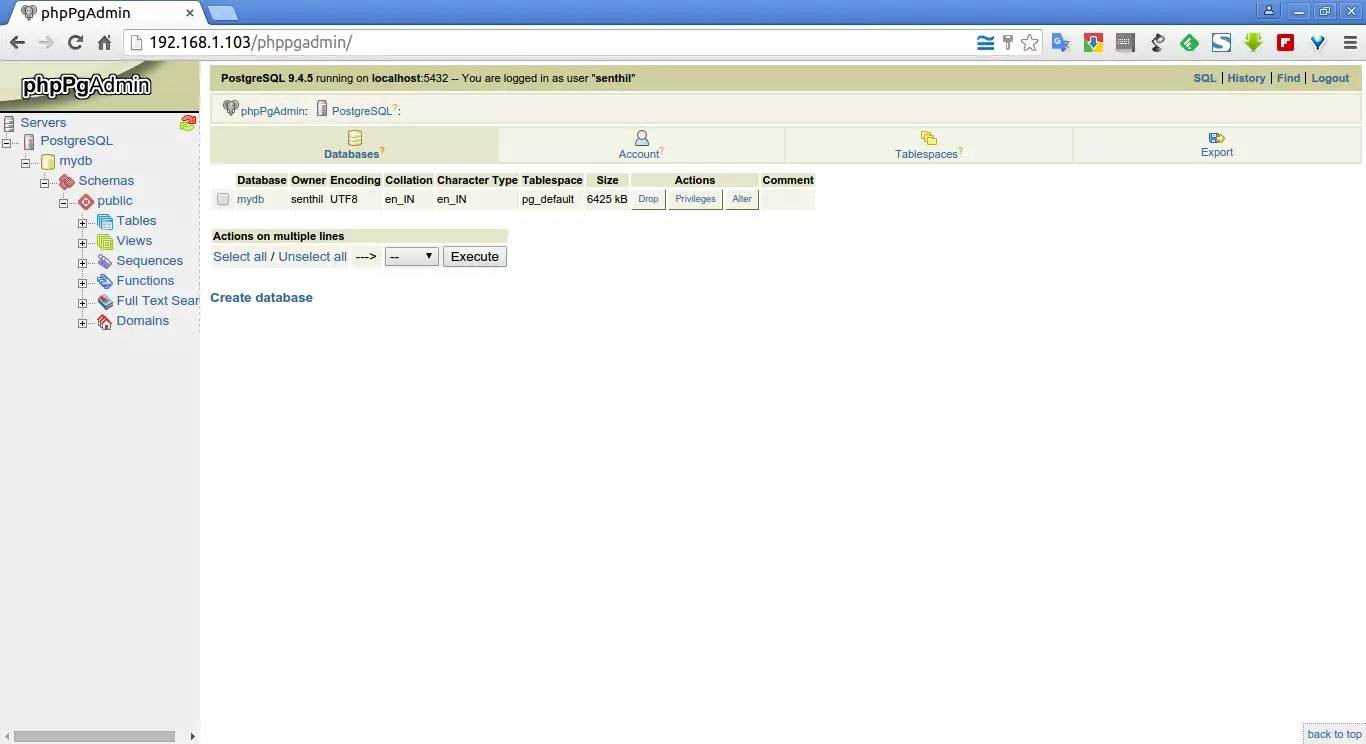 phpPgAdmin
192.168.1.103/phppgadmin/
phpPgAdmin
Servers
PostgreSQL
mydb
Schemas
public
Tables
Views
Sequences
Functions
Full Text Sear
Domains
PostgreSQL 9.4.5 running on localhost:5432 -- You are logged in as user "senthil"
SQL | History | Find | Logout
phpPgAdmin: PostgreSQL?:
Databases? Account? Tablespaces? Export
Database Owner Encoding Collation Character Type Tablespace Size Actions Comment
mydb senthil UTF8 en_IN en_IN pg_default 6425 kB Drop Privileges Alter
Actions on multiple lines
Select all / Unselect all ---> -- Execute
Create database
back to top